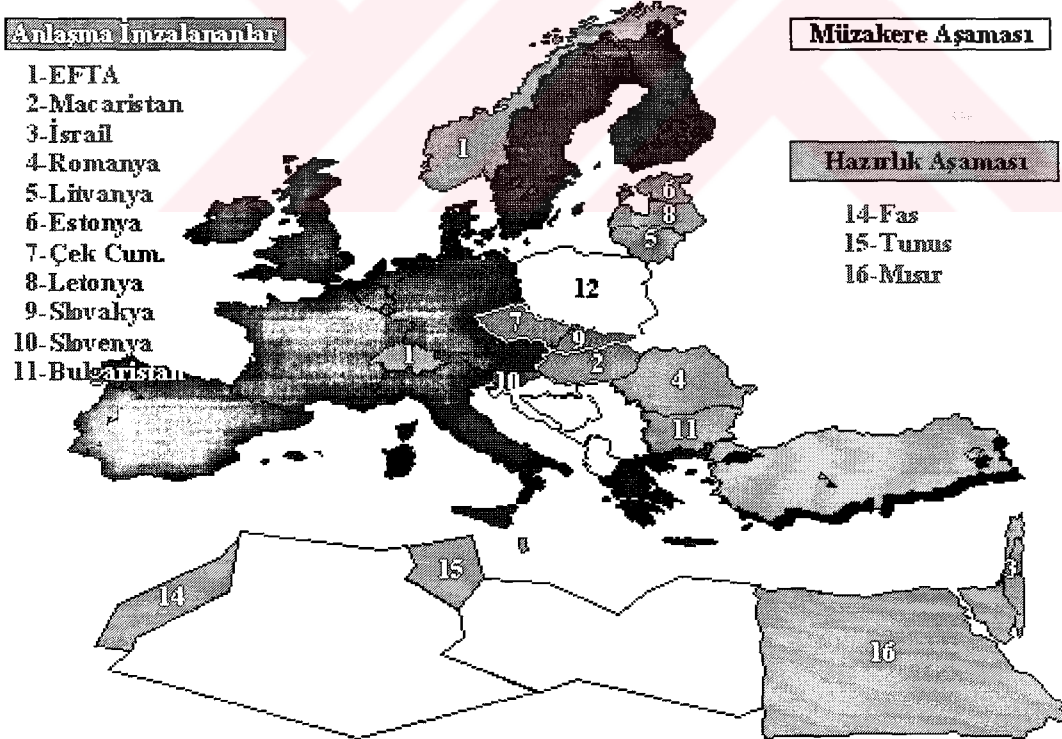 Anlaşma İmzalananlar
1-EFTA
2-Macaristan
3-İsrail
4-Romanya
5-Litvanya
6-Estonya
7-Çek Cum.
8-Letonya
9-Slovakya
10-Slovenya
11-Bulgaristan
Müzakere Aşaması
Hazırlık Aşaması
14-Fas
15-Tunus
16-Mısır
1
6
8
5
12
7
9
1
2
10
4
11
15
3
14
16